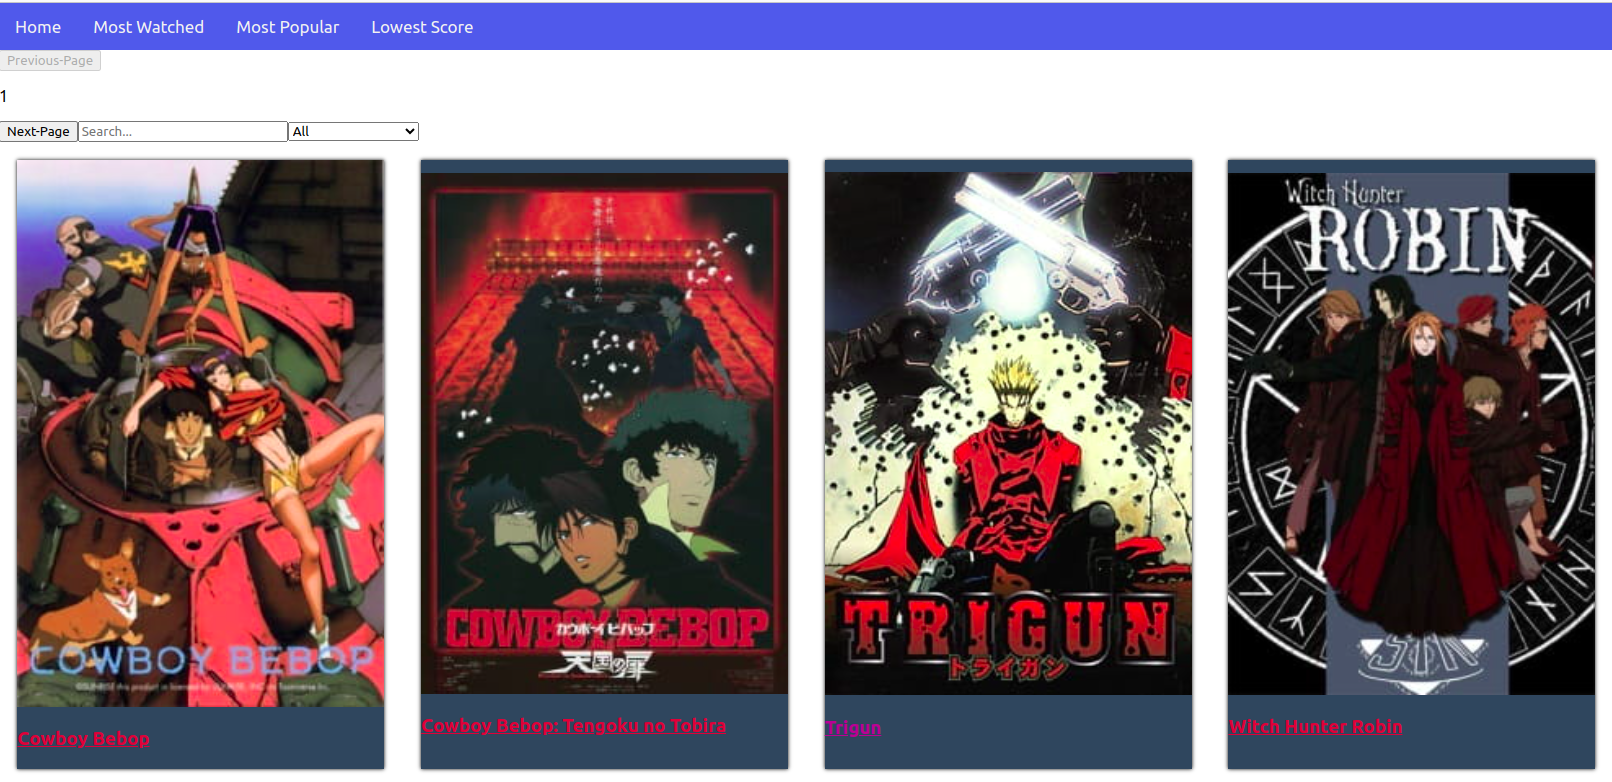 Home Most Watched Most Popular Lowest Score
Previous-Page
1
Next-Page Search... All
COWBOY BEBOP
COWBOY BEBOP
カウボーイビバップ
天国の扉
TRIGUN
トライガン
Witch Hunter
ROBIN
Cowboy Bebop
Cowboy Bebop: Tengoku no Tobira
Trigun
Witch Hunter Robin